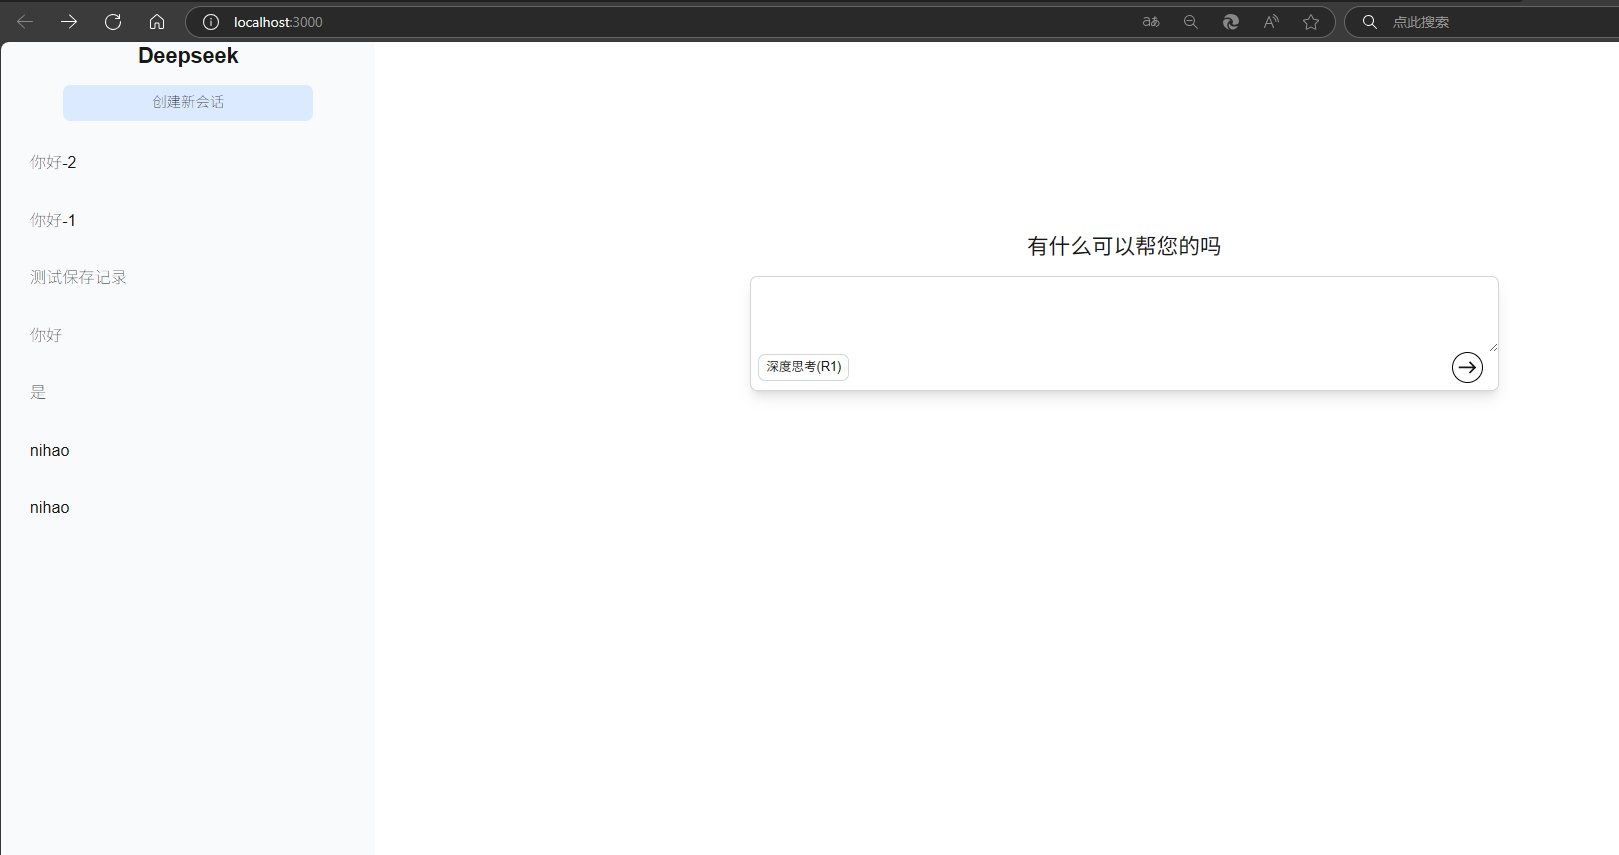 localhost:3000
点此搜索
Deepseek
创建新会话
你好-2
你好-1
测试保存记录
你好
是
nihao
nihao
有什么可以帮您的吗
深度思考(R1)